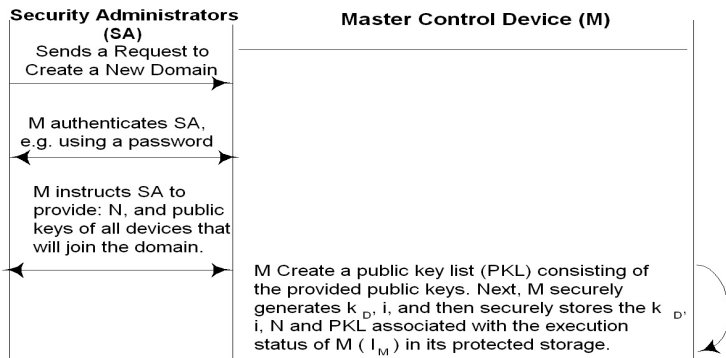 Security Administrators
(SA)
Master Control Device (M)
Sends a Request to
Create a New Domain
M authenticates SA,
e.g. using a password
M instructs SA to
provide: N, and public
keys of all devices that
will join the domain.
M Create a public key list (PKL) consisting of
the provided public keys. Next, M securely
generates k D, i, and then securely stores the k D,
i, N and PKL associated with the execution
status of M ( I M ) in its protected storage.